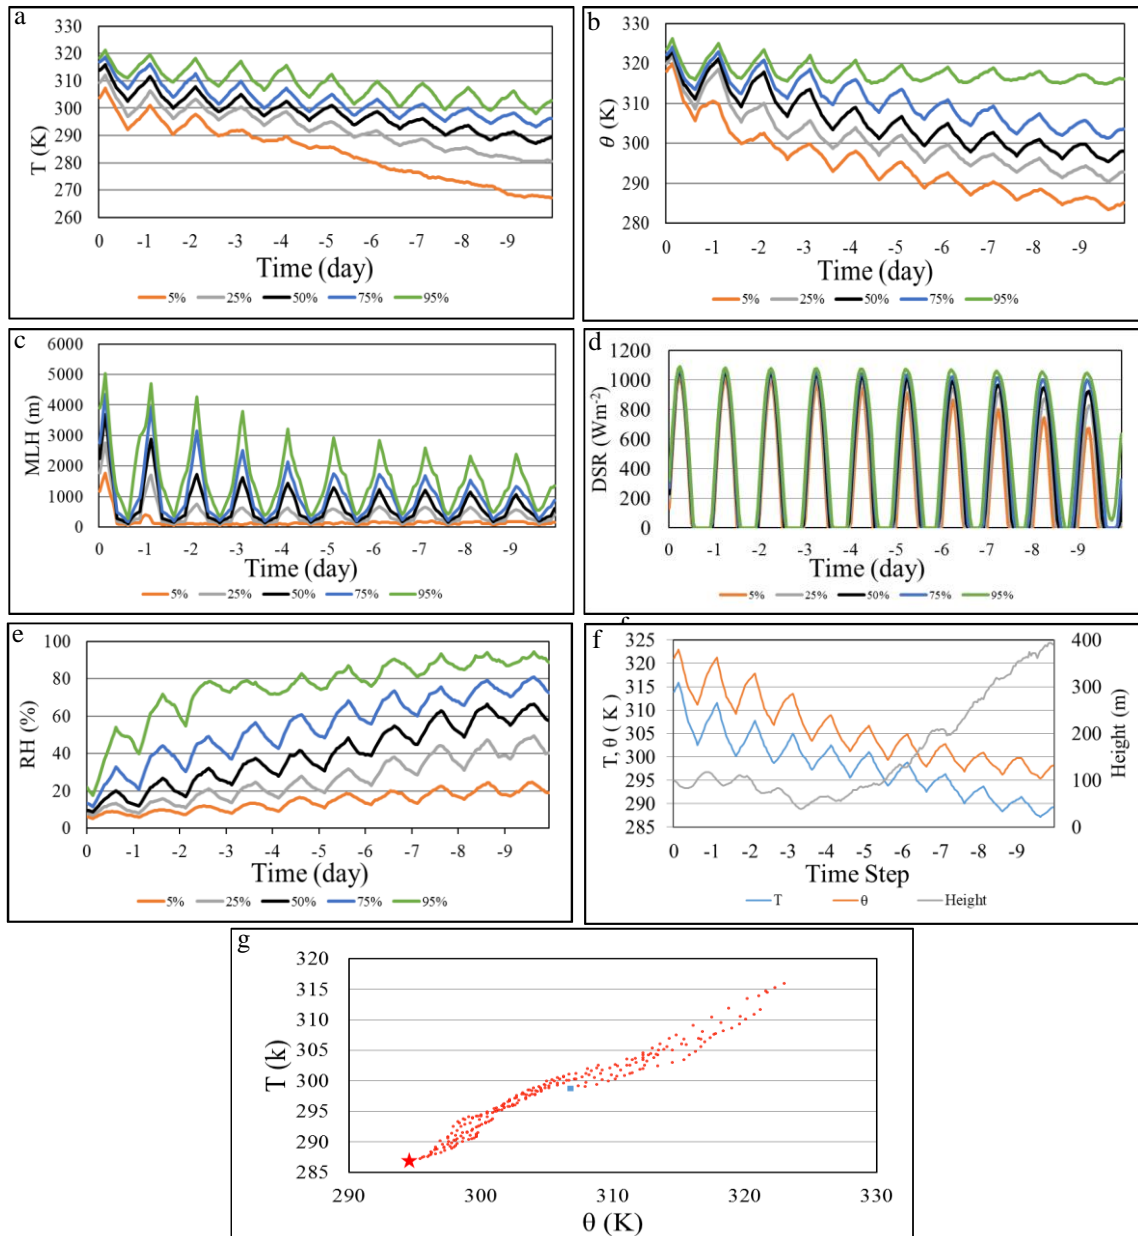 a
330
320
310
300
290
280
270
260
T (K)
0 -1 -2 -3 -4 -5 -6 -7 -8 -9
Time (day)
5% 25% 50% 75% 95%
b
330
320
310
300
290
280
θ (K)
0 -1 -2 -3 -4 -5 -6 -7 -8 -9
Time (day)
5% 25% 50% 75% 95%
c
6000
5000
4000
3000
2000
1000
0
MLH (m)
0 -1 -2 -3 -4 -5 -6 -7 -8 -9
Time (day)
5% 25% 50% 75% 95%
d
1200
1000
800
600
400
200
0
DSR (Wm-2)
0 -1 -2 -3 -4 -5 -6 -7 -8 -9
Time (day)
5% 25% 50% 75% 95%
e
100
80
60
40
20
0
RH (%)
0 -1 -2 -3 -4 -5 -6 -7 -8 -9
Time (day)
5% 25% 50% 75% 95%
f
325
320
315
310
305
300
295
290
285
T, θ ( K)
400
300
200
100
0
Height (m)
0 -1 -2 -3 -4 -5 -6 -7 -8 -9
Time Step
T θ Height
g
320
315
310
305
300
295
290
285
T (k)
290 300 310 320 330
θ (K)